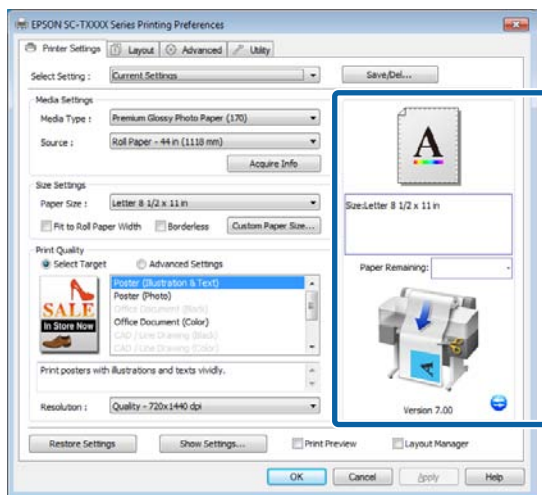 EPSON SC-TXXXX Series Printing Preferences
Printer Settings Layout Advanced Utility
Select Setting : Current Settings Save/Del...
Media Settings
Media Type : Premium Glossy Photo Paper (170)
Source : Roll Paper - 44 in (1118 mm)
Acquire Info
Size Settings
Paper Size : Letter 8 1/2 x 11 in
Fit to Roll Paper Width Borderless Custom Paper Size...
Print Quality
Select Target Advanced Settings
SALE
In Store Now
Poster (Illustration & Text)
Poster (Photo)
Office Document (Black)
Office Document (Color)
CAD / Line Drawing (Black)
CAD / Line Drawing (Color)
Print posters with illustrations and texts vividly.
Resolution : Quality - 720x1440 dpi
A
Size:Letter 8 1/2 x 11 in
Paper Remaining: -
A
Version 7.00
Restore Settings Show Settings... Print Preview Layout Manager
OK Cancel Apply Help